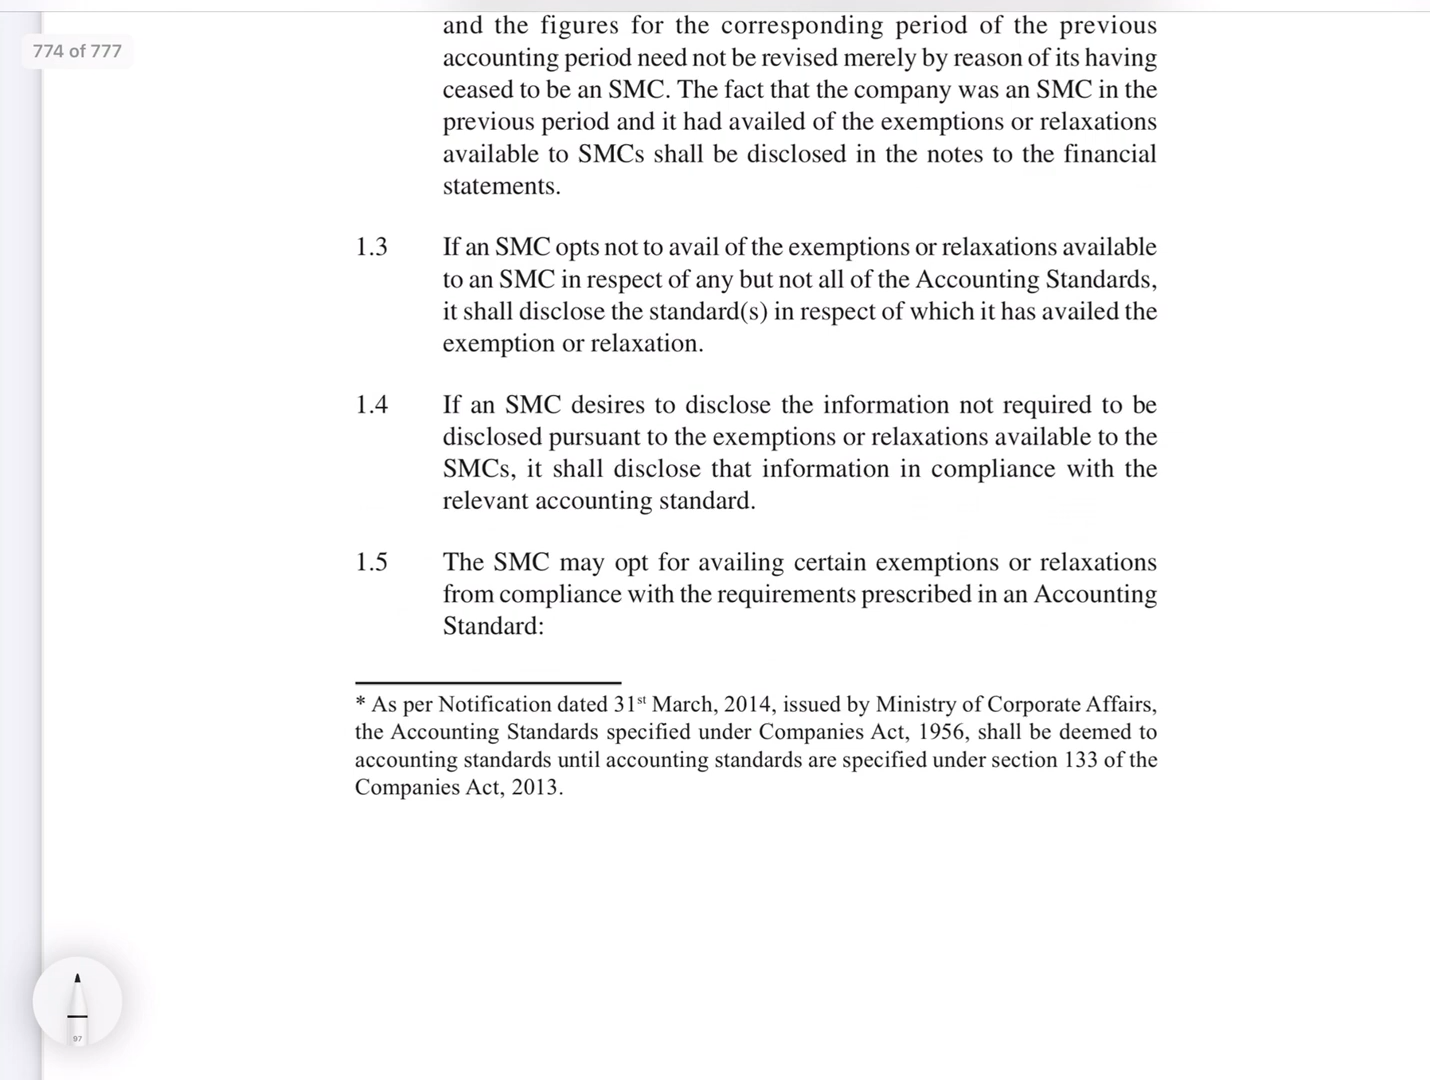 774 of 777
and the figures for the corresponding period of the previous
accounting period need not be revised merely by reason of its having
ceased to be an SMC. The fact that the company was an SMC in the
previous period and it had availed of the exemptions or relaxations
available to SMCs shall be disclosed in the notes to the financial
statements.
1.3 If an SMC opts not to avail of the exemptions or relaxations available
to an SMC in respect of any but not all of the Accounting Standards,
it shall disclose the standard(s) in respect of which it has availed the
exemption or relaxation.
1.4 If an SMC desires to disclose the information not required to be
disclosed pursuant to the exemptions or relaxations available to the
SMCs, it shall disclose that information in compliance with the
relevant accounting standard.
1.5 The SMC may opt for availing certain exemptions or relaxations
from compliance with the requirements prescribed in an Accounting
Standard:
* As per Notification dated 31st March, 2014, issued by Ministry of Corporate Affairs,
the Accounting Standards specified under Companies Act, 1956, shall be deemed to
accounting standards until accounting standards are specified under section 133 of the
Companies Act, 2013.
97